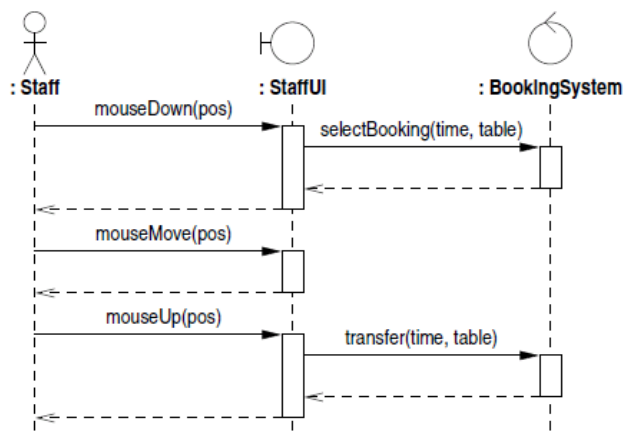 : Staff
: StaffUI
: BookingSystem
mouseDown(pos)
selectBooking(time, table)
mouseMove(pos)
mouseUp(pos)
transfer(time, table)